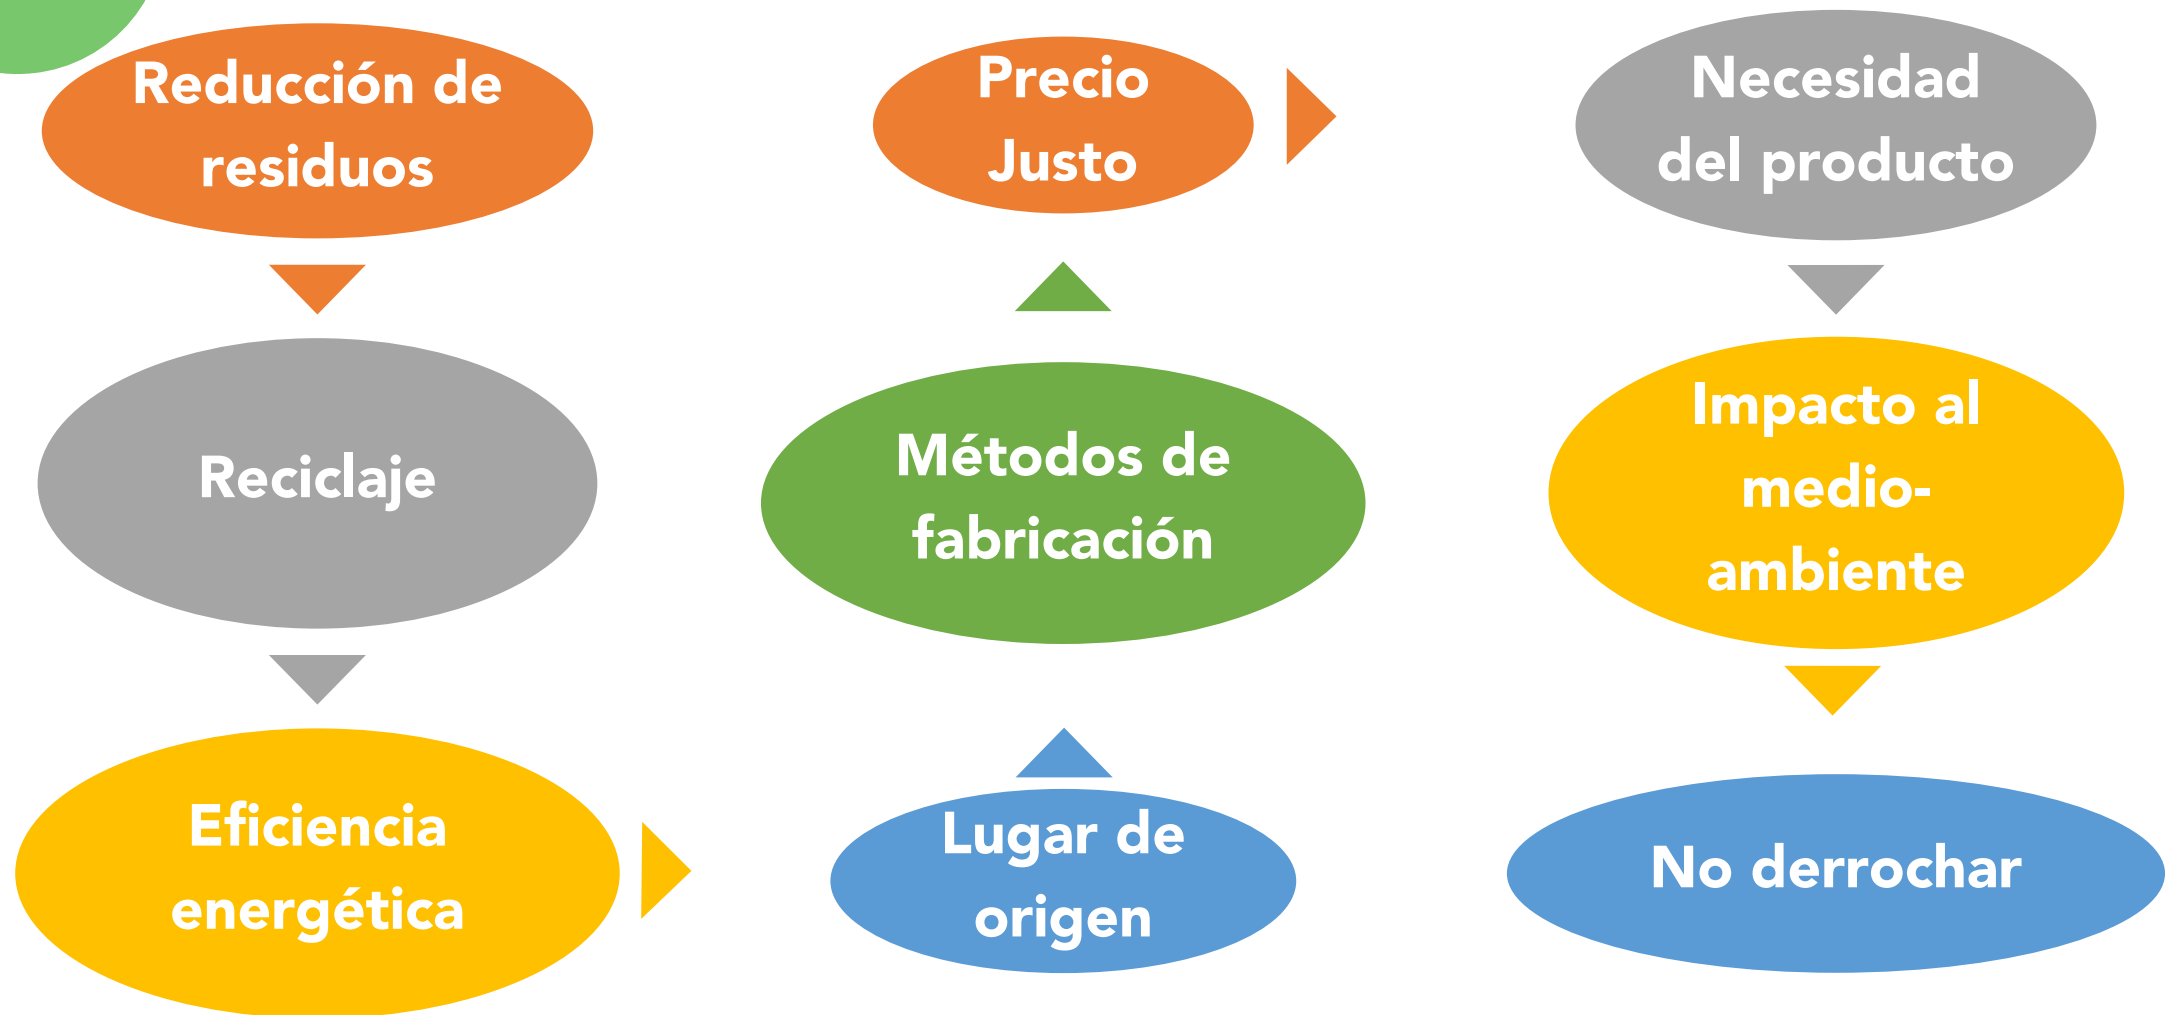 Reducción de
residuos
Reciclaje
Eficiencia
energética
Lugar de
origen
Métodos de
fabricación
Precio
Justo
Necesidad
del producto
Impacto al
medio-
ambiente
No derrochar